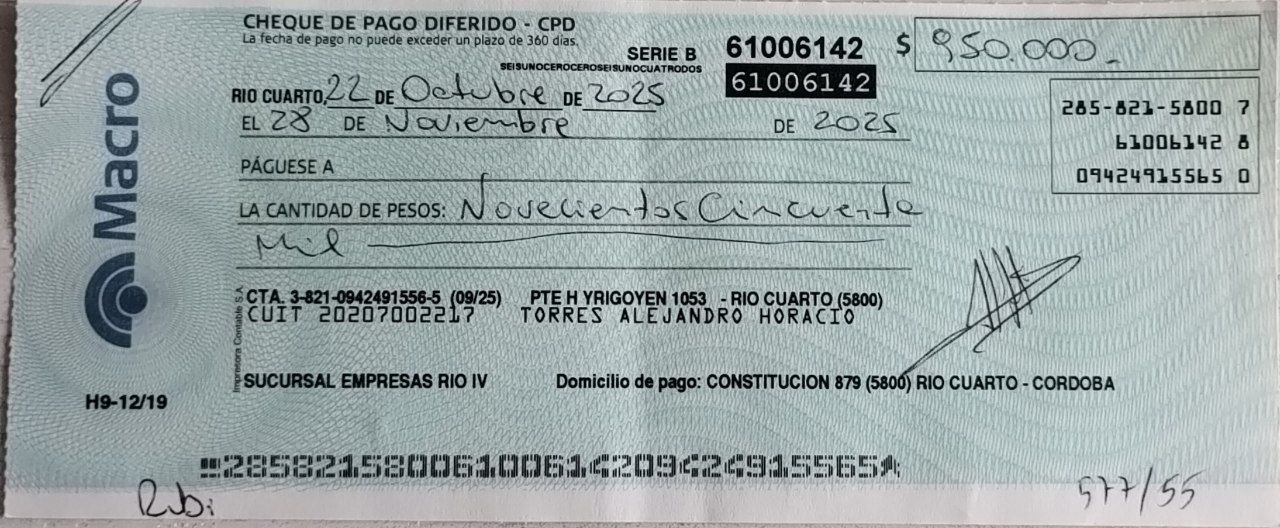 CHEQUE DE PAGO DIFERIDO - CPD
La fecha de pago no puede exceder un plazo de 360 días.
SERIE B 61006142 $ 950.000_
SEISUNOCEROCEROSEISUNOCUATRODOS 61006142
RIO CUARTO, 22 DE Octubre DE 2025
EL 28 DE Noviembre DE 2025
285-821-5800 7
61006142 8
09424915565 0
PÁGUESE A
LA CANTIDAD DE PESOS: Novecientos Cincuenta
Mil
Macro
CTA. 3-821-0942491556-5 (09/25) PTE H YRIGOYEN 1053 - RIO CUARTO (5800)
CUIT 20207002217 TORRES ALEJANDRO HORACIO
Impresora Contable S.A.
SUCURSAL EMPRESAS RIO IV Domicilio de pago: CONSTITUCION 879 (5800) RIO CUARTO - CORDOBA
H9-12/19
28582158006100614209424915565
577/55